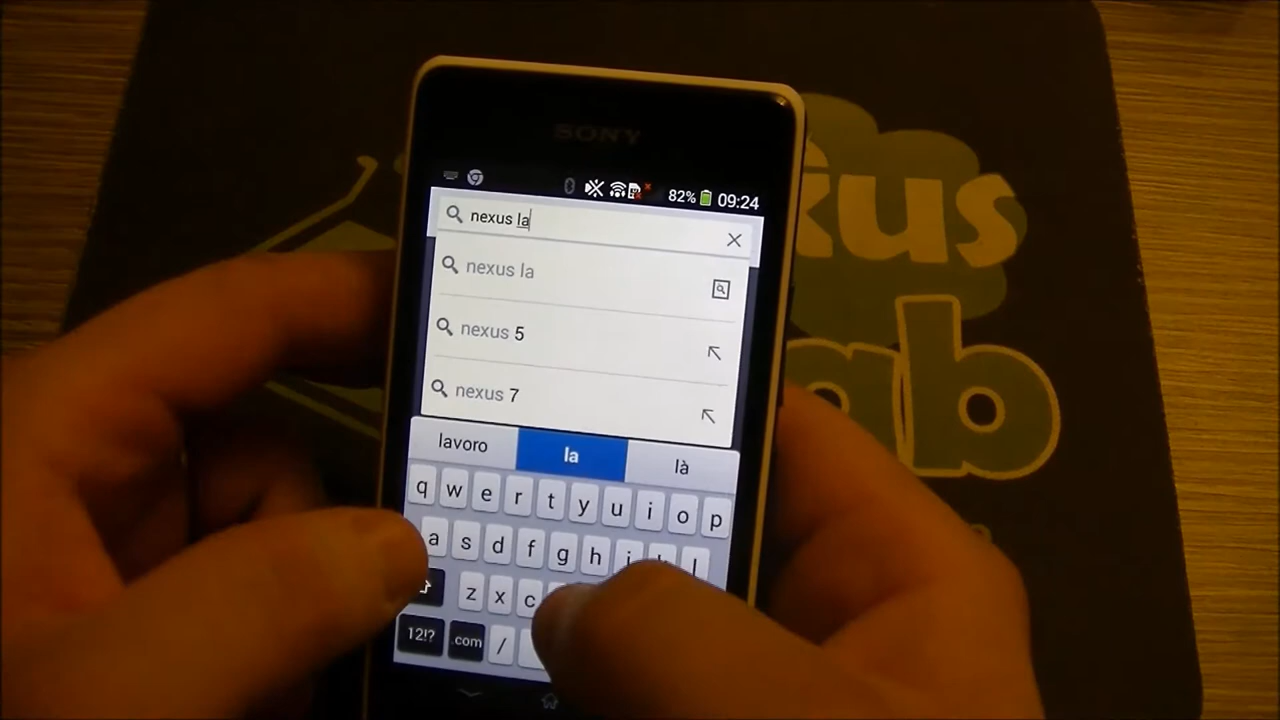 SONY
82% 09:24
nexus la
nexus la
nexus 5
nexus 7
lavoro la là
q w e r t y u i o p
a s d f g h j
z x c
12!? .com /
xus
ab